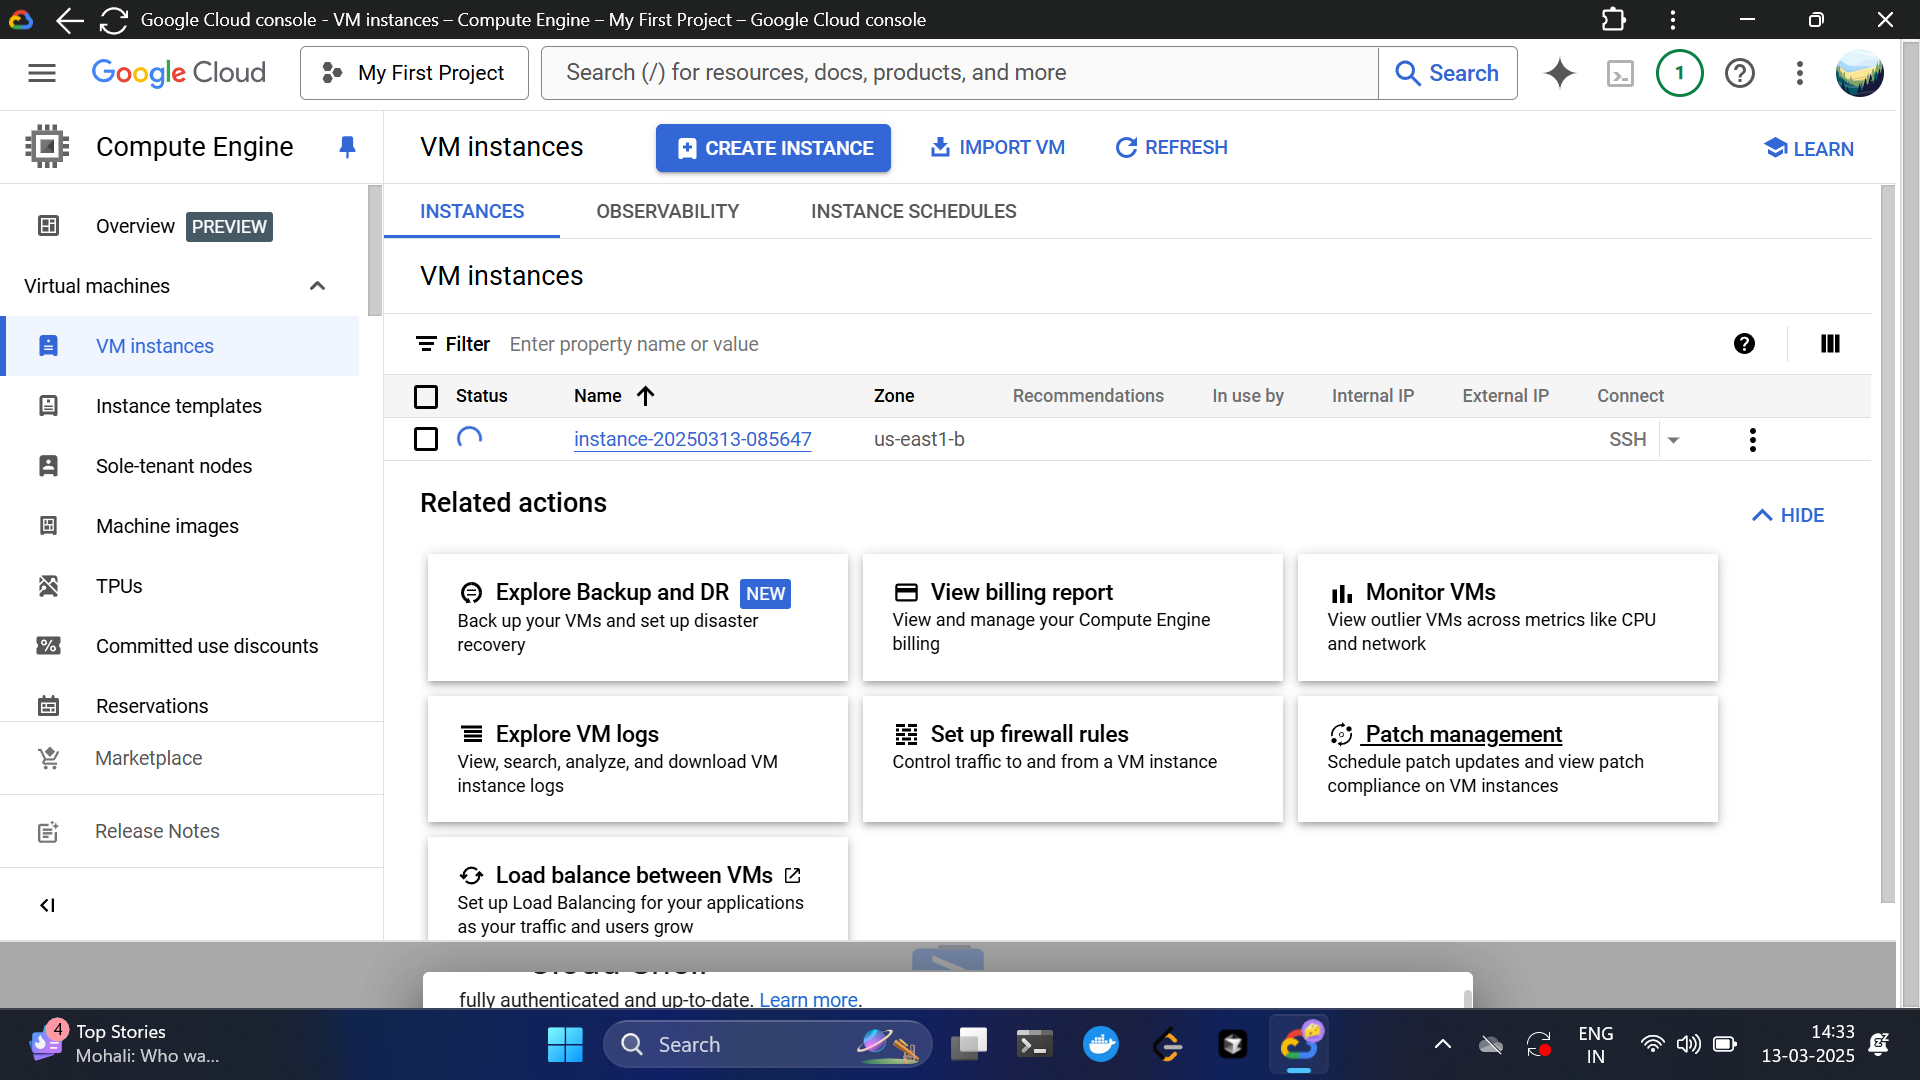 Google Cloud console - VM instances – Compute Engine – My First Project – Google Cloud console
Google Cloud
My First Project
Search (/) for resources, docs, products, and more
Search
1
Compute Engine
VM instances
CREATE INSTANCE
IMPORT VM
REFRESH
LEARN
Overview PREVIEW
Virtual machines
VM instances
Instance templates
Sole-tenant nodes
Machine images
TPUs
Committed use discounts
Reservations
Marketplace
Release Notes
INSTANCES OBSERVABILITY INSTANCE SCHEDULES
VM instances
Filter Enter property name or value
Status Name Zone Recommendations In use by Internal IP External IP Connect
instance-20250313-085647 us-east1-b SSH
Related actions
HIDE
Explore Backup and DR NEW
Back up your VMs and set up disaster
recovery
View billing report
View and manage your Compute Engine
billing
Monitor VMs
View outlier VMs across metrics like CPU
and network
Explore VM logs
View, search, analyze, and download VM
instance logs
Set up firewall rules
Control traffic to and from a VM instance
Patch management
Schedule patch updates and view patch
compliance on VM instances
Load balance between VMs
Set up Load Balancing for your applications
as your traffic and users grow
Cloud Shell
fully authenticated and up-to-date. Learn more.
4
Top Stories
Mohali: Who wa...
Search
ENG
IN
14:33
13-03-2025